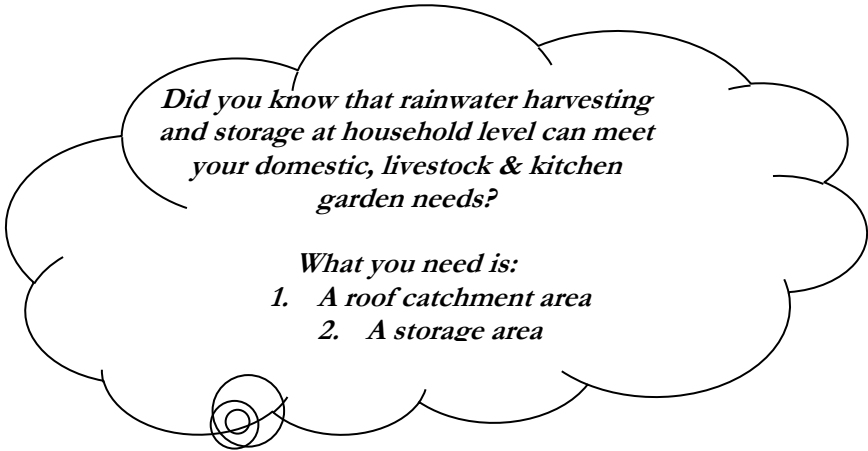 Did you know that rainwater harvesting
and storage at household level can meet
your domestic, livestock & kitchen
garden needs?
What you need is:
1. A roof catchment area
2. A storage area